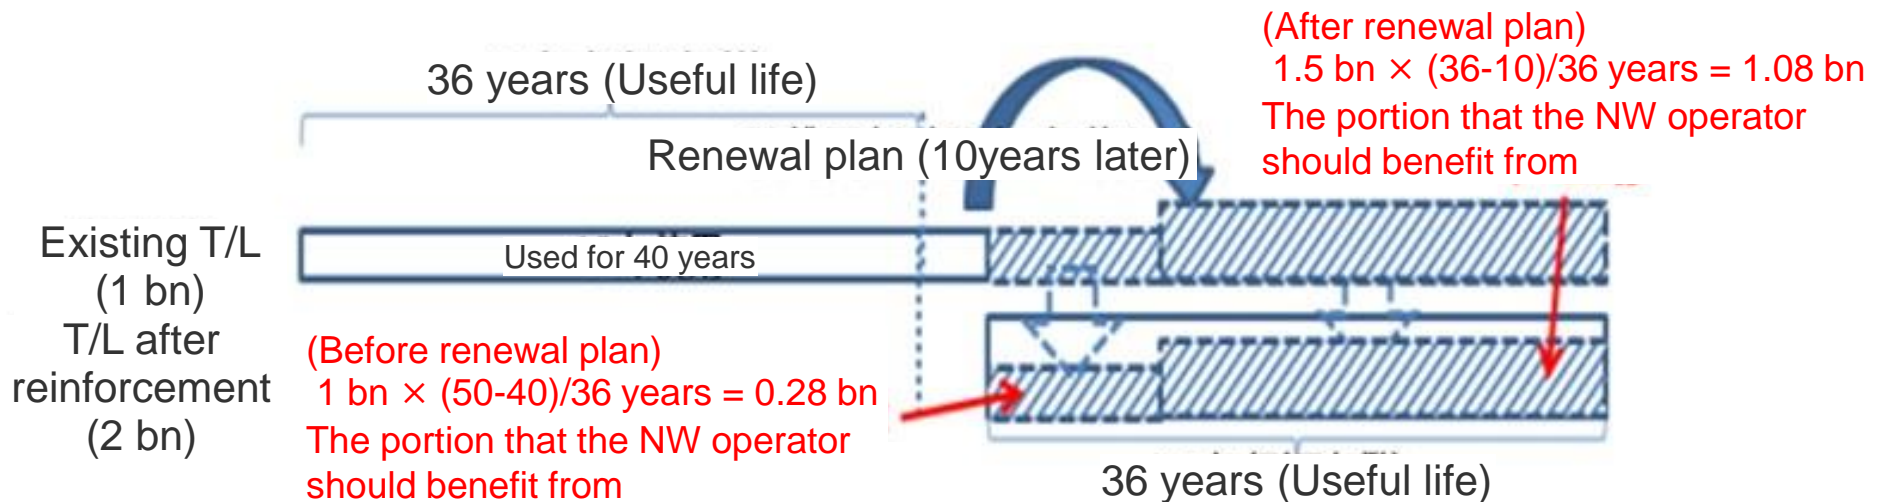 (After renewal plan)
1.5 bn × (36-10)/36 years = 1.08 bn
The portion that the NW operator
should benefit from
36 years (Useful life)
Renewal plan (10years later)
Existing T/L
(1 bn)
Used for 40 years
T/L after
reinforcement
(2 bn)
(Before renewal plan)
1 bn × (50-40)/36 years = 0.28 bn
The portion that the NW operator
should benefit from
36 years (Useful life)